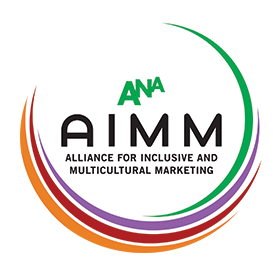 ANA
AIMM
ALLIANCE FOR INCLUSIVE AND
MULTICULTURAL MARKETING